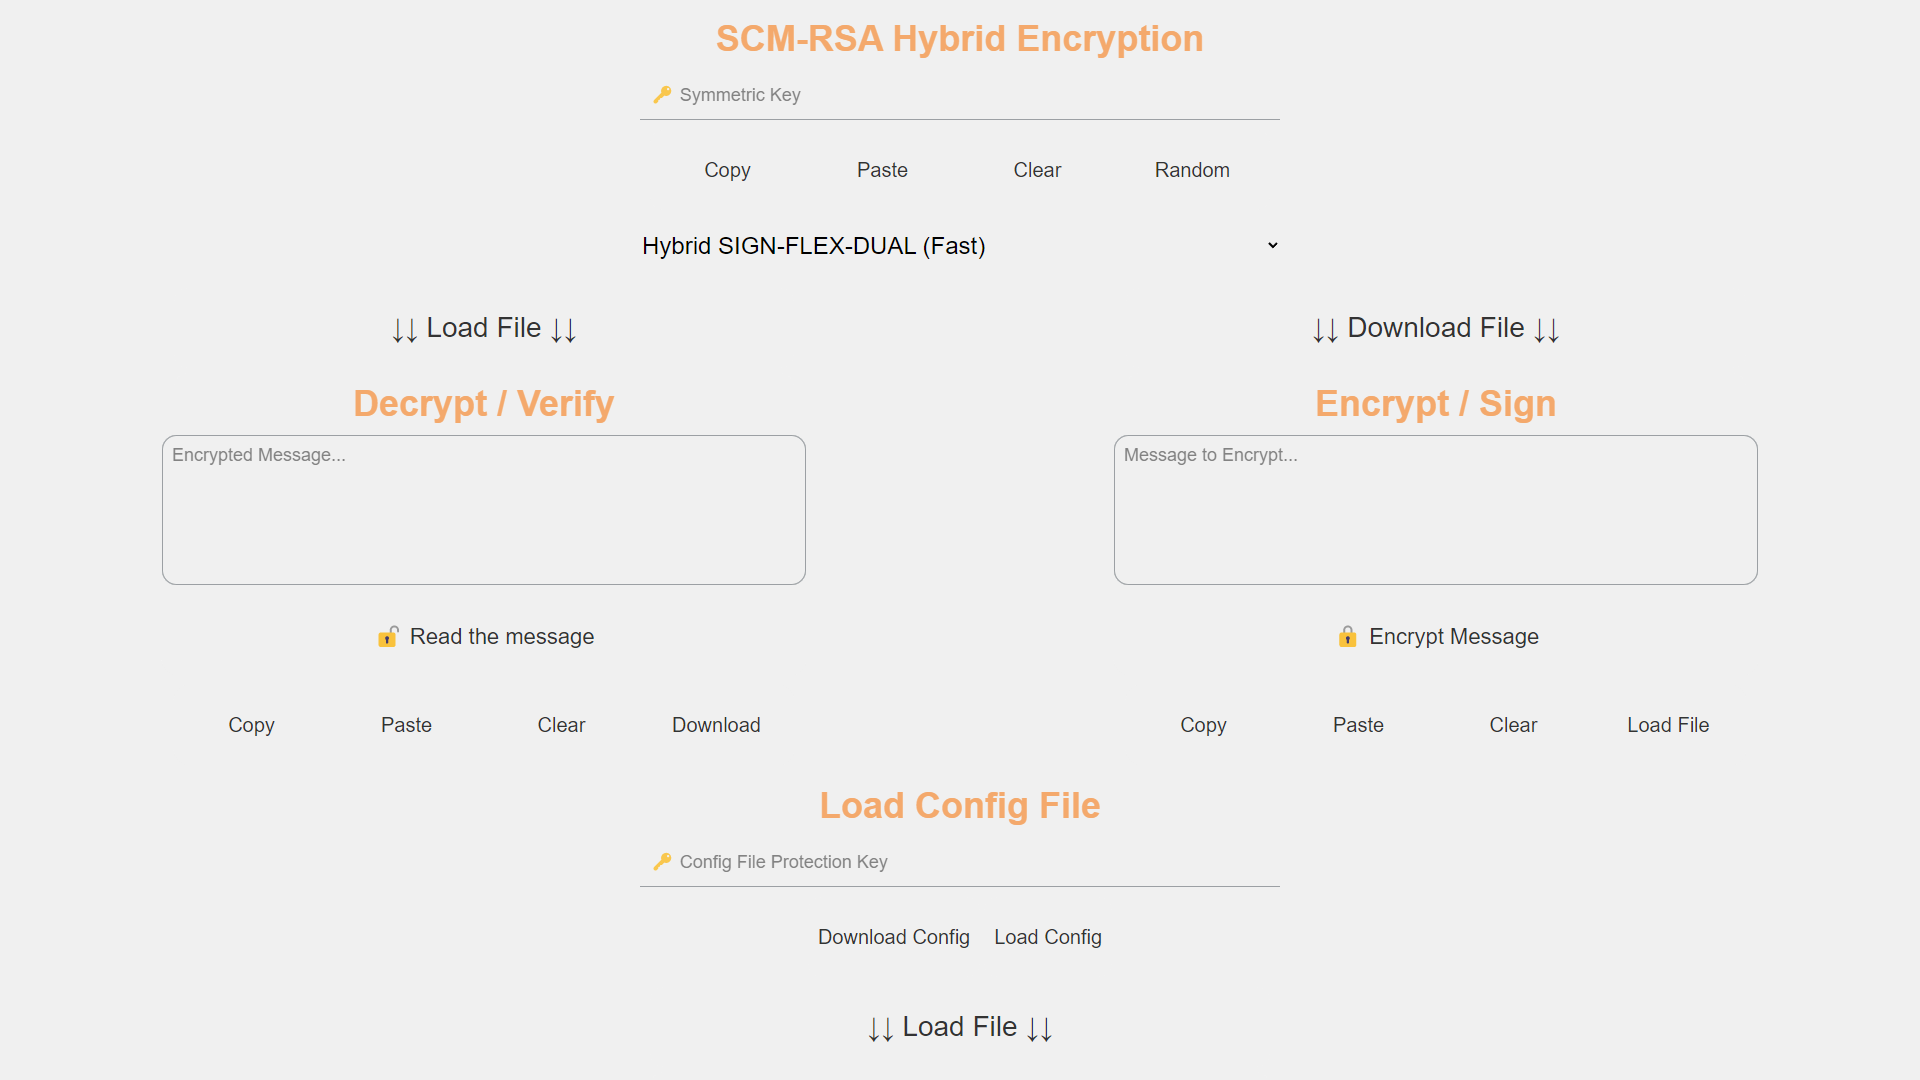 SCM-RSA Hybrid Encryption
🔑 Symmetric Key
Copy Paste Clear Random
Hybrid SIGN-FLEX-DUAL (Fast)
↓↓ Load File ↓↓
↓↓ Download File ↓↓
Decrypt / Verify
Encrypted Message...
🔓 Read the message
Copy Paste Clear Download
Encrypt / Sign
Message to Encrypt...
🔒 Encrypt Message
Copy Paste Clear Load File
Load Config File
🔑 Config File Protection Key
Download Config Load Config
↓↓ Load File ↓↓